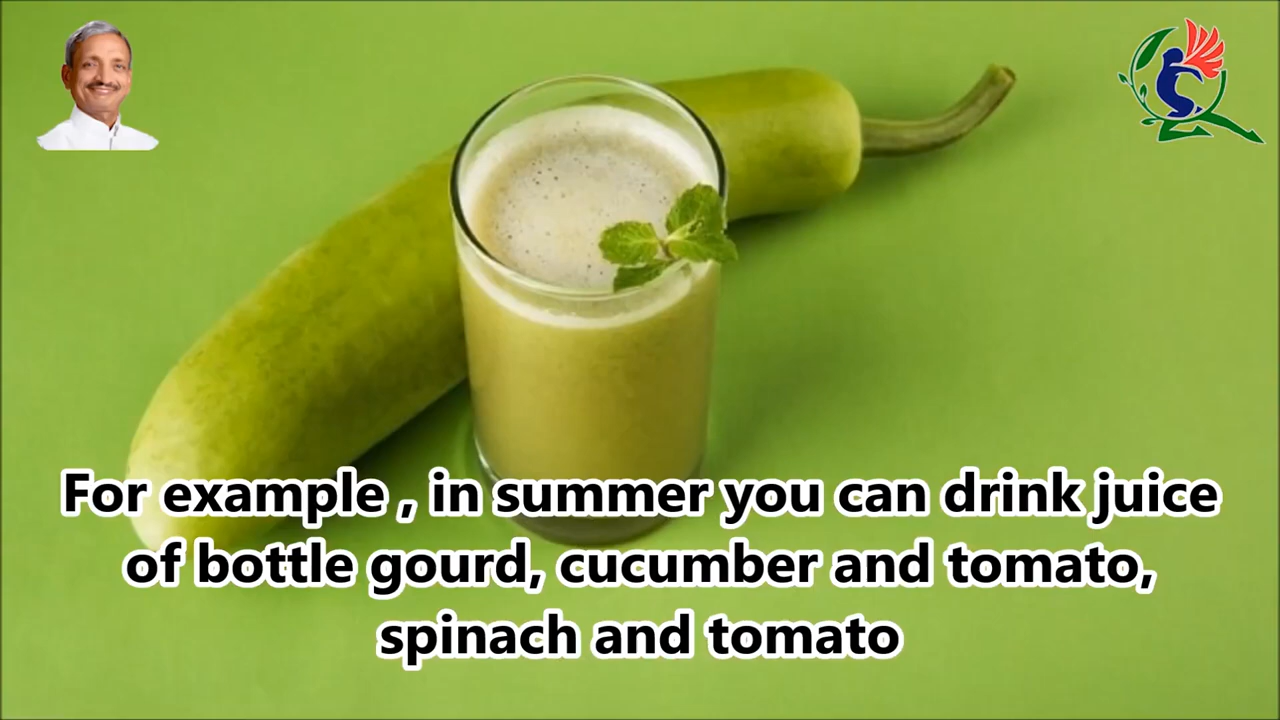 For example , in summer you can drink juice
of bottle gourd, cucumber and tomato,
spinach and tomato